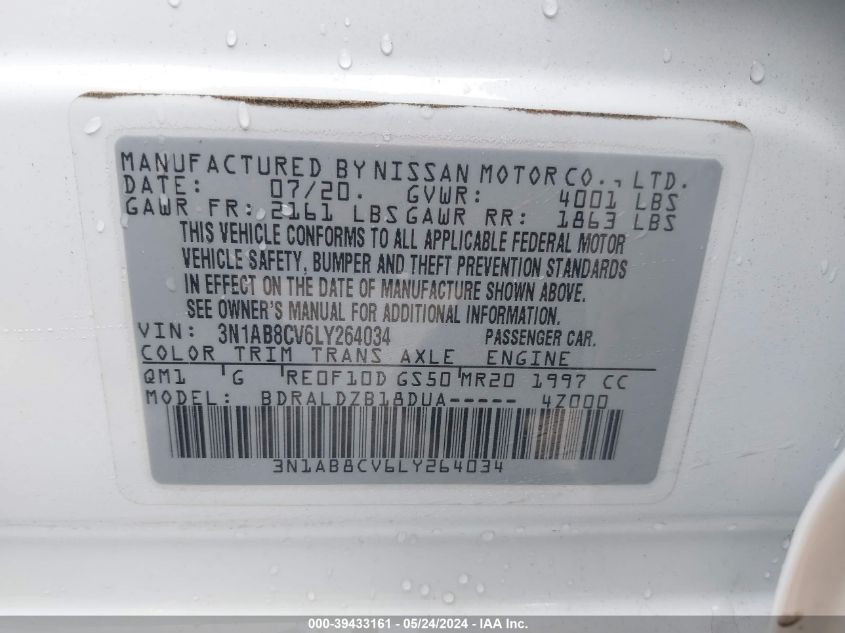 MANUFACTURED BY NISSAN MOTOR CO., LTD.
DATE: 07/20. GVWR: 4001 LBS
GAWR FR: 2161 LBS GAWR RR: 1863 LBS
THIS VEHICLE CONFORMS TO ALL APPLICABLE FEDERAL MOTOR
VEHICLE SAFETY, BUMPER AND THEFT PREVENTION STANDARDS
IN EFFECT ON THE DATE OF MANUFACTURE SHOWN ABOVE.
SEE OWNER'S MANUAL FOR ADDITIONAL INFORMATION.
VIN: 3N1AB8CV6LY264034 PASSENGER CAR.
COLOR TRIM TRANS AXLE ENGINE
QM1 G RE0F10D GS50 MR20 1997 CC
MODEL: BDRALDZB18DUA----- 4Z000
3N1AB8CV6LY264034
000-39433161 - 05/24/2024 - IAA Inc.